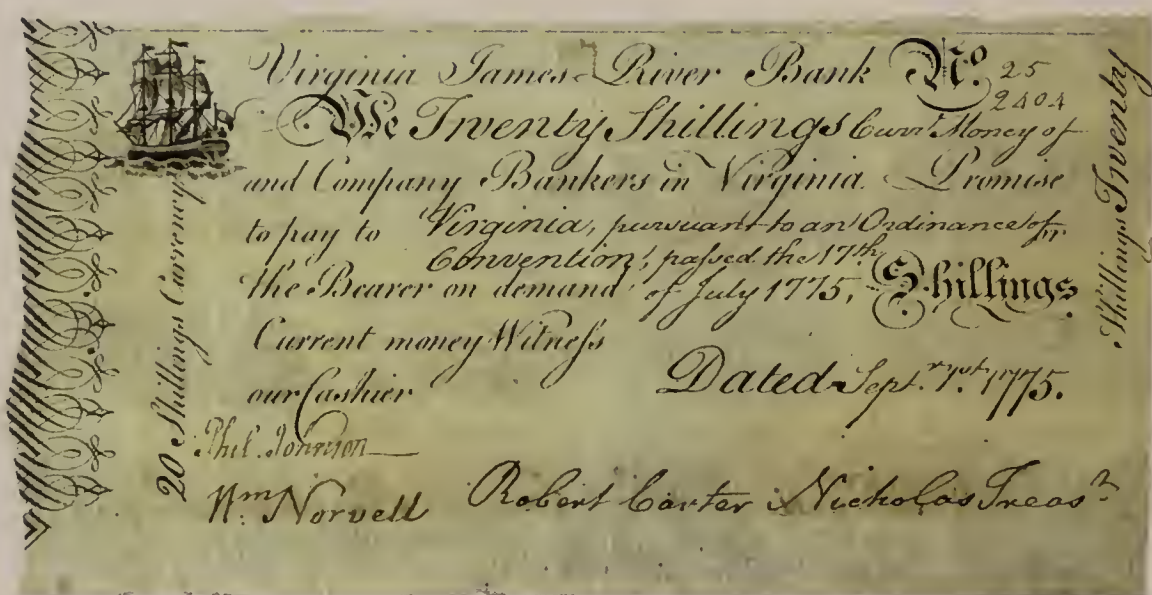 Virginia James River Bank No. 25
2404
We Twenty Shillings Curr.t Money of
and Company Bankers in Virginia Promise
to pay to Virginia, pursuant to an Ordinance of
Convention, passed the 17th
the Bearer on demand of July 1775, Shillings
Current money Witness
our Cashier Dated Sept.r 1st, 1775.
Phil. Johnson
Wm Norvell Robert Carter Nicholas Treasr
20 Shillings Currency
Shillings Twenty